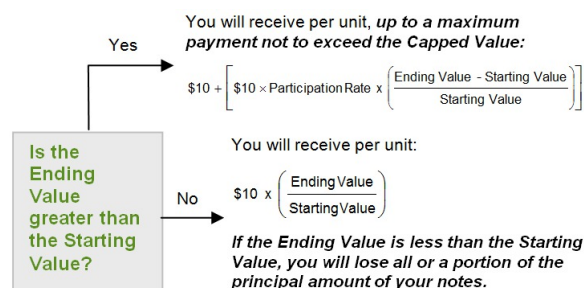 You will receive per unit, up to a maximum
payment not to exceed the Capped Value:
Yes
$10 + [ $10 × Participation Rate x ( Ending Value - Starting Value / Starting Value ) ]
Is the
Ending
Value
greater than
the Starting
Value?
No
You will receive per unit:
$10 x ( Ending Value / Starting Value )
If the Ending Value is less than the Starting
Value, you will lose all or a portion of the
principal amount of your notes.